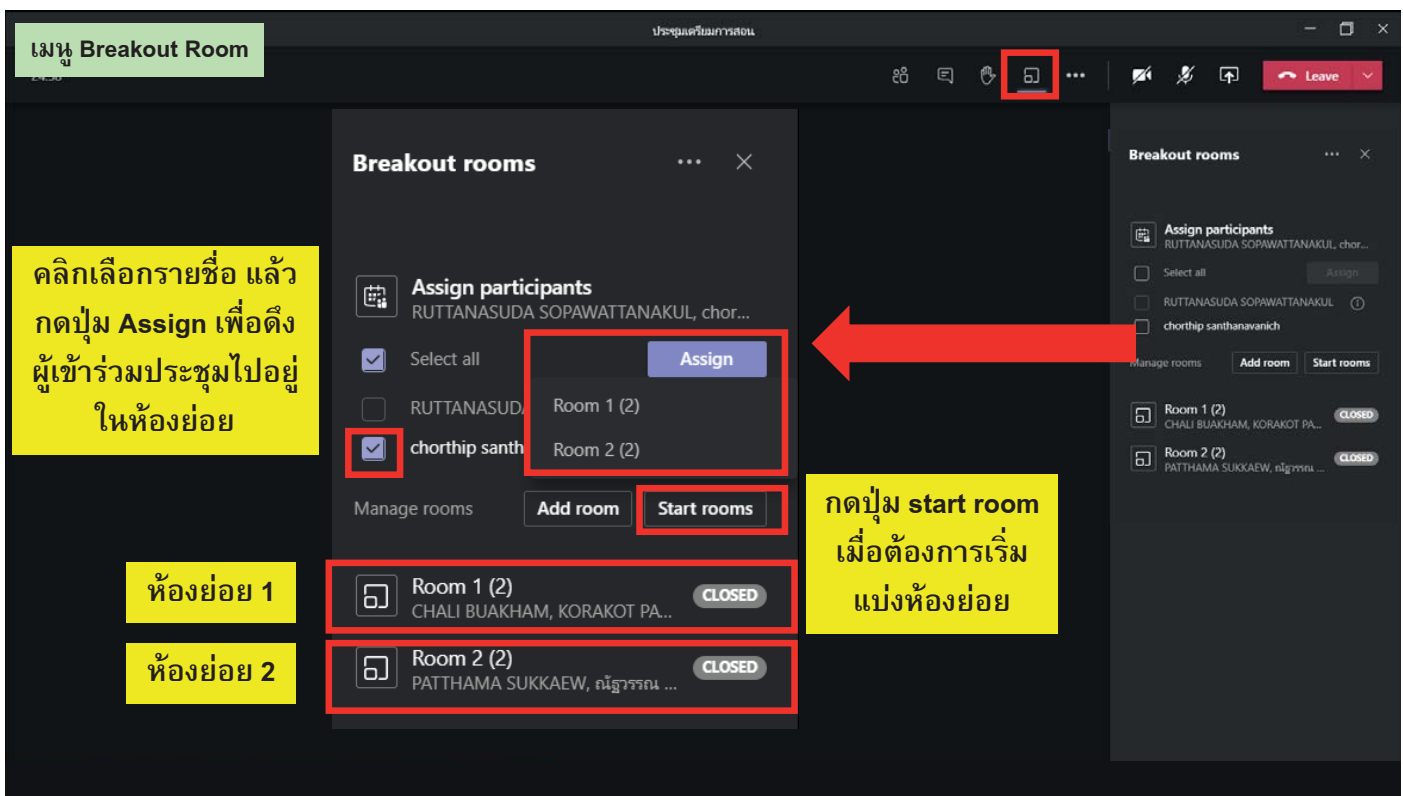 ประชุมเตรียมการสอน
เมนู Breakout Room
Leave
Breakout rooms
Assign participants
RUTTANASUDA SOPAWATTANAKUL, chor...
Select all
Assign
RUTTANASUD
Room 1 (2)
chorthip santh
Room 2 (2)
Manage rooms
Add room
Start rooms
Room 1 (2)
CHALI BUAKHAM, KORAKOT PA...
CLOSED
Room 2 (2)
PATTHAMA SUKKAEW, ณัฐวรรณ ...
CLOSED
คลิกเลือกรายชื่อ แล้ว
กดปุ่ม Assign เพื่อดึง
ผู้เข้าร่วมประชุมไปอยู่
ในห้องย่อย
ห้องย่อย 1
ห้องย่อย 2
กดปุ่ม start room
เมื่อต้องการเริ่ม
แบ่งห้องย่อย
Breakout rooms
Assign participants
RUTTANASUDA SOPAWATTANAKUL, chor...
Select all
Assign
RUTTANASUDA SOPAWATTANAKUL
chorthip santhanavanich
Manage rooms
Add room
Start rooms
Room 1 (2)
CHALI BUAKHAM, KORAKOT PA...
CLOSED
Room 2 (2)
PATTHAMA SUKKAEW, ณัฐวรรณ ...
CLOSED